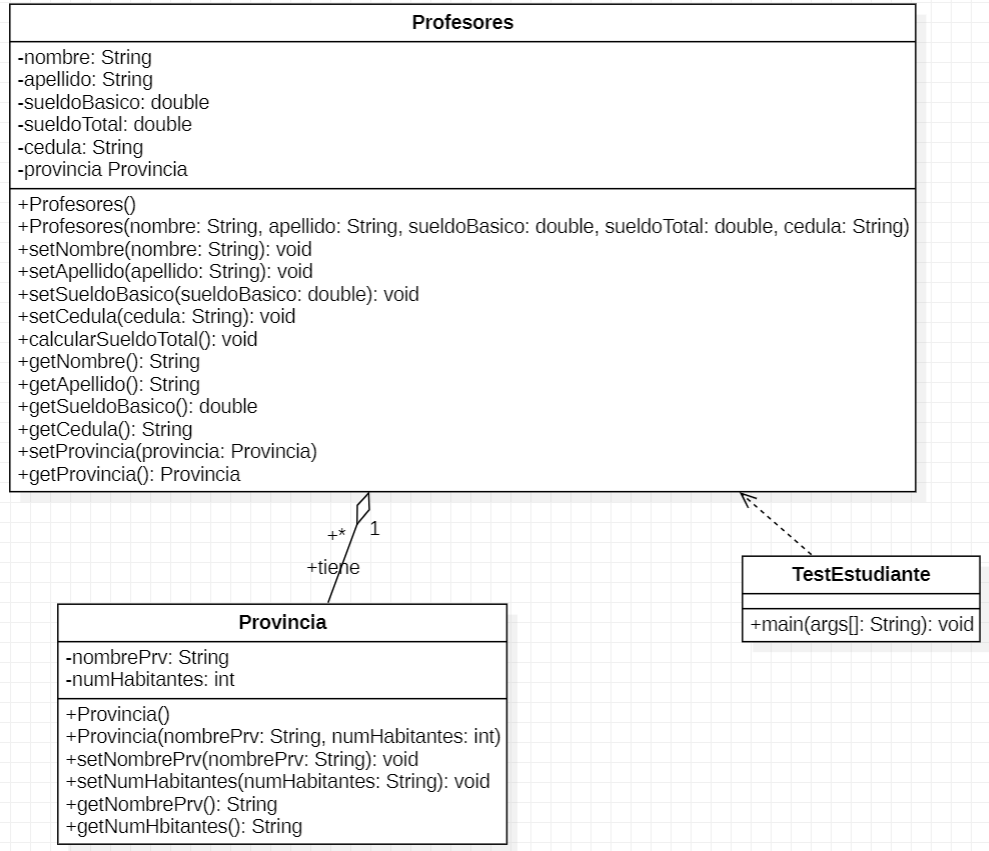 Profesores
-nombre: String
-apellido: String
-sueldoBasico: double
-sueldoTotal: double
-cedula: String
-provincia Provincia
+Profesores()
+Profesores(nombre: String, apellido: String, sueldoBasico: double, sueldoTotal: double, cedula: String)
+setNombre(nombre: String): void
+setApellido(apellido: String): void
+setSueldoBasico(sueldoBasico: double): void
+setCedula(cedula: String): void
+calcularSueldoTotal(): void
+getNombre(): String
+getApellido(): String
+getSueldoBasico(): double
+getCedula(): String
+setProvincia(provincia: Provincia)
+getProvincia(): Provincia
+*
1
+tiene
TestEstudiante
+main(args[]: String): void
Provincia
-nombrePrv: String
-numHabitantes: int
+Provincia()
+Provincia(nombrePrv: String, numHabitantes: int)
+setNombrePrv(nombrePrv: String): void
+setNumHabitantes(numHabitantes: String): void
+getNombrePrv(): String
+getNumHbitantes(): String